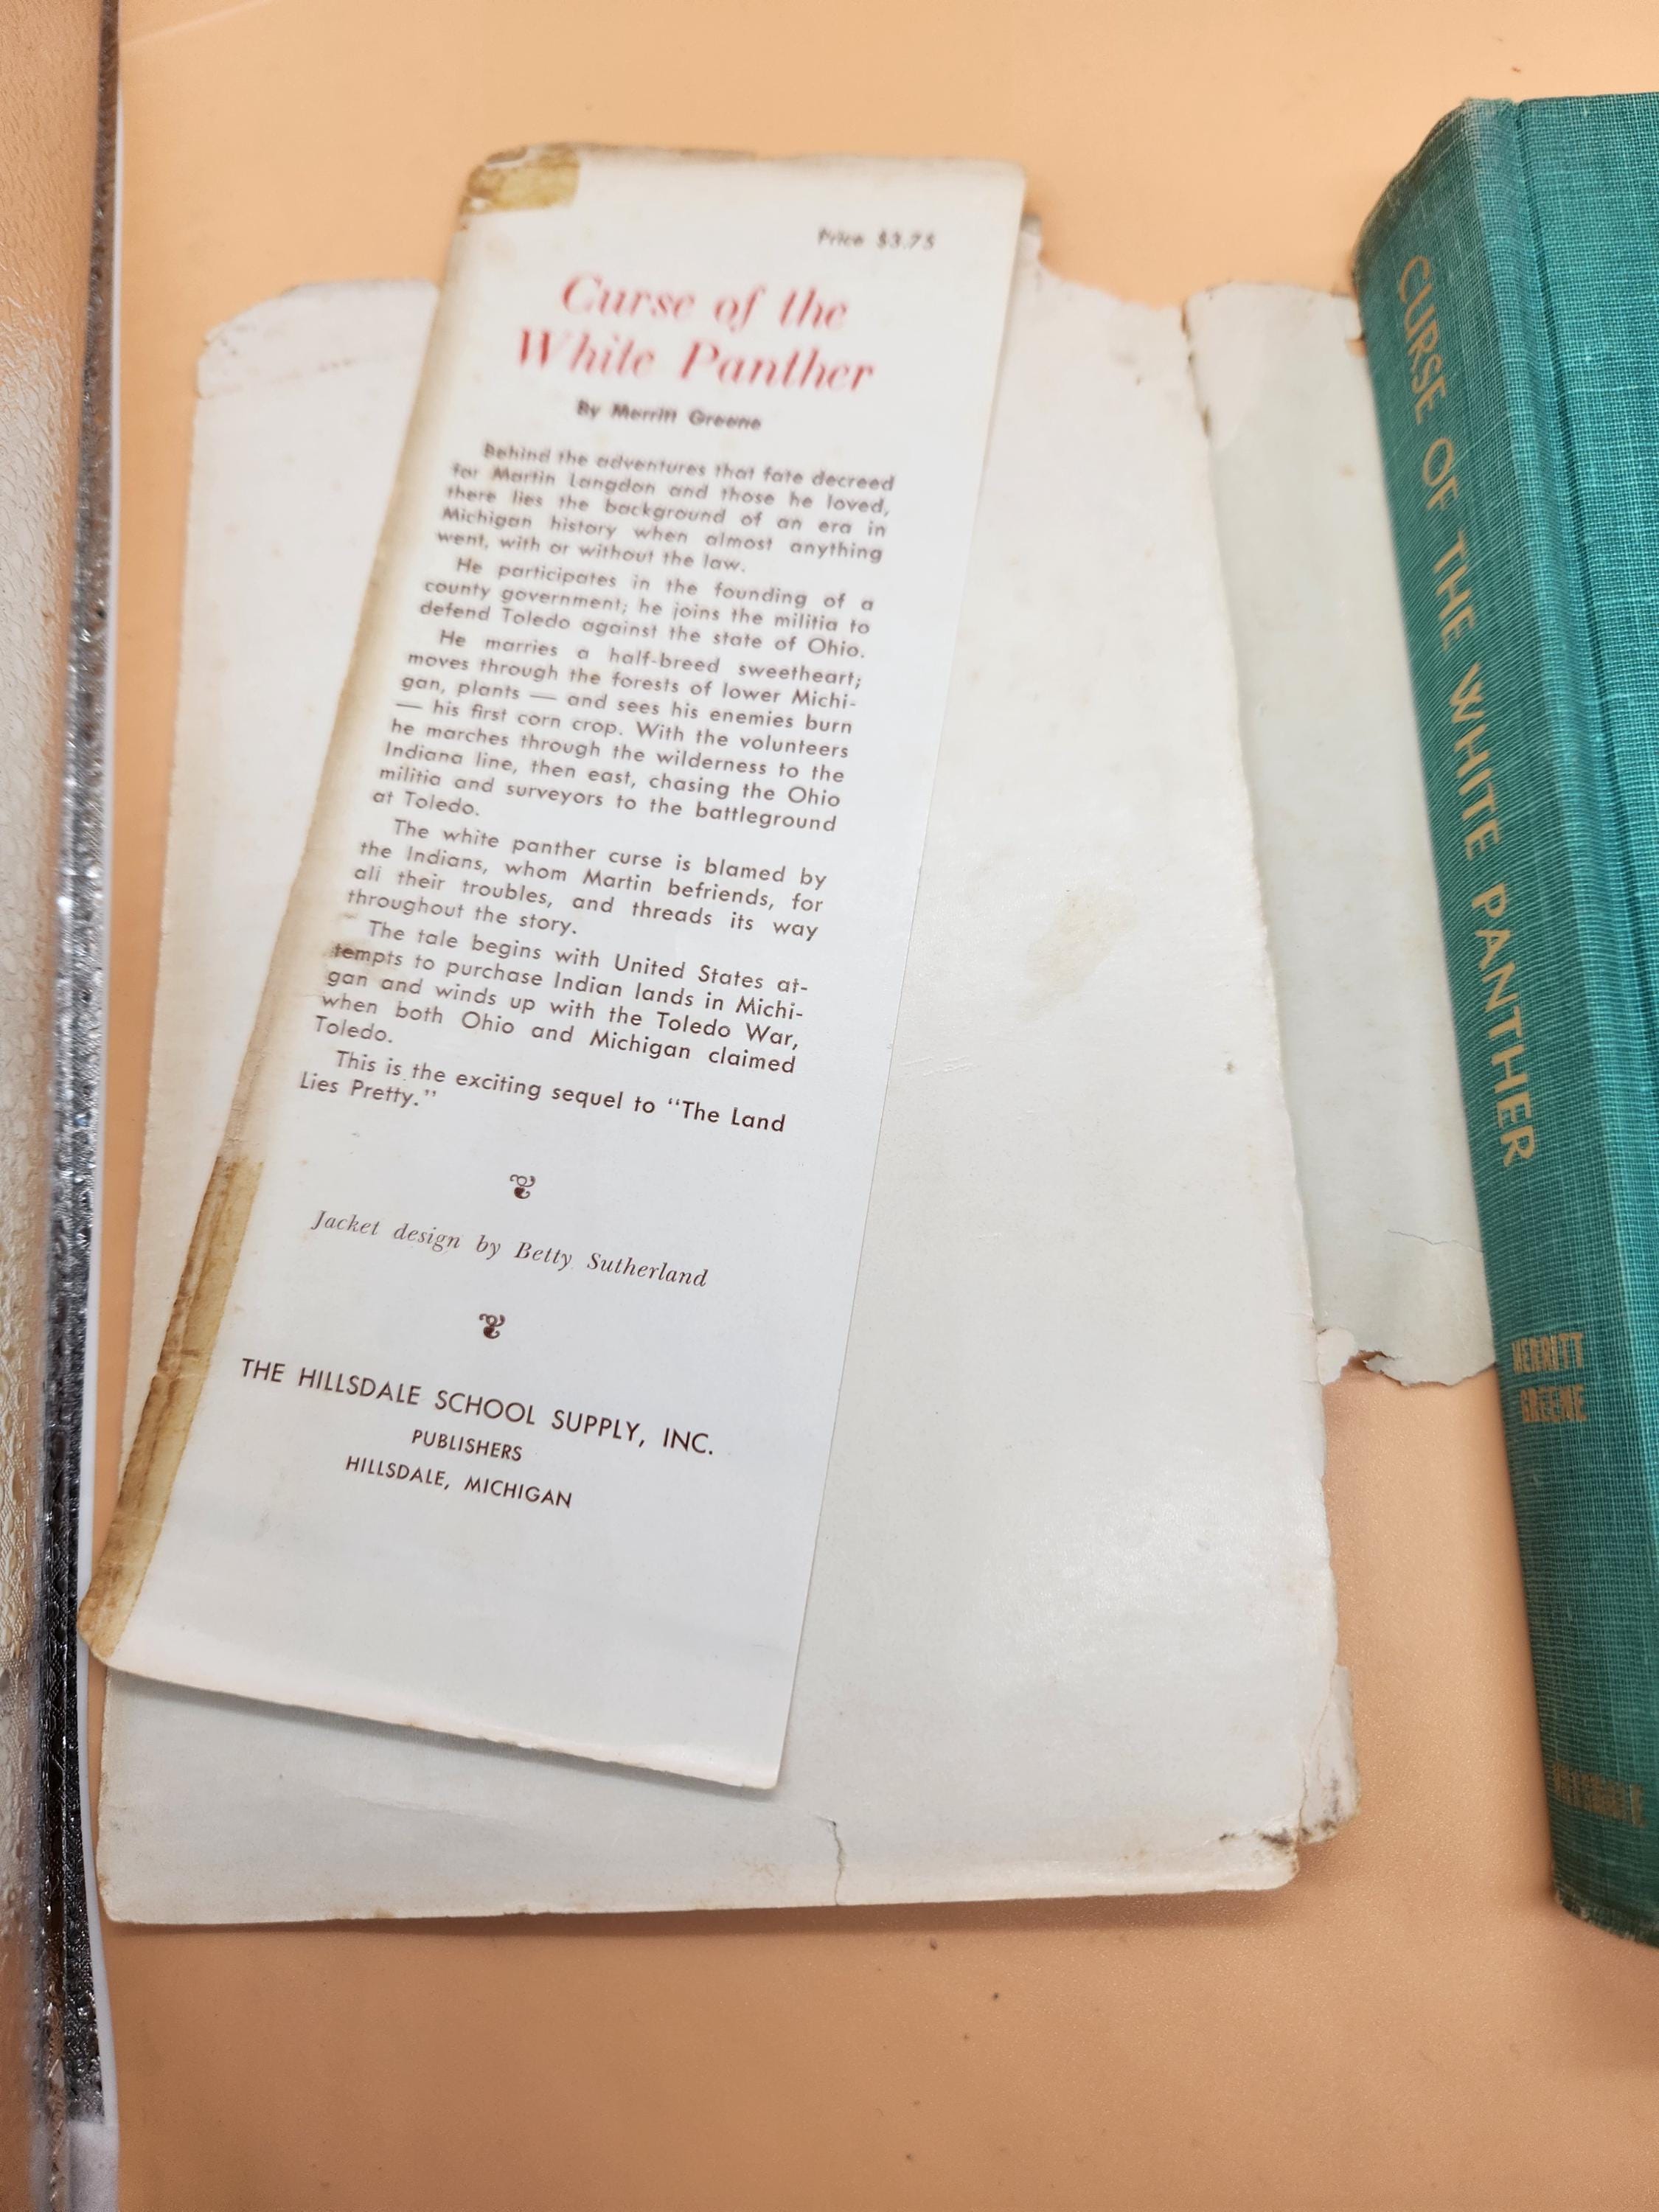 Price $3.75
Curse of the
White Panther
By Merritt Greene
Behind the adventures that fate decreed
for Martin Langdon and those he loved,
there lies the background of an era in
Michigan history when almost anything
went, with or without the law.
He participates in the founding of a
county government; he joins the militia to
defend Toledo against the state of Ohio.
He marries a half-breed sweetheart;
moves through the forests of lower Michi-
gan, plants — and sees his enemies burn
— his first corn crop. With the volunteers
he marches through the wilderness to the
Indiana line, then east, chasing the Ohio
militia and surveyors to the battleground
at Toledo.
The white panther curse is blamed by
the Indians, whom Martin befriends, for
all their troubles, and threads its way
throughout the story.
The tale begins with United States at-
tempts to purchase Indian lands in Michi-
gan and winds up with the Toledo War,
when both Ohio and Michigan claimed
Toledo.
This is the exciting sequel to "The Land
Lies Pretty."
Jacket design by Betty Sutherland
THE HILLSDALE SCHOOL SUPPLY, INC.
PUBLISHERS
HILLSDALE, MICHIGAN
CURSE OF THE WHITE PANTHER
MERRITT
GREENE